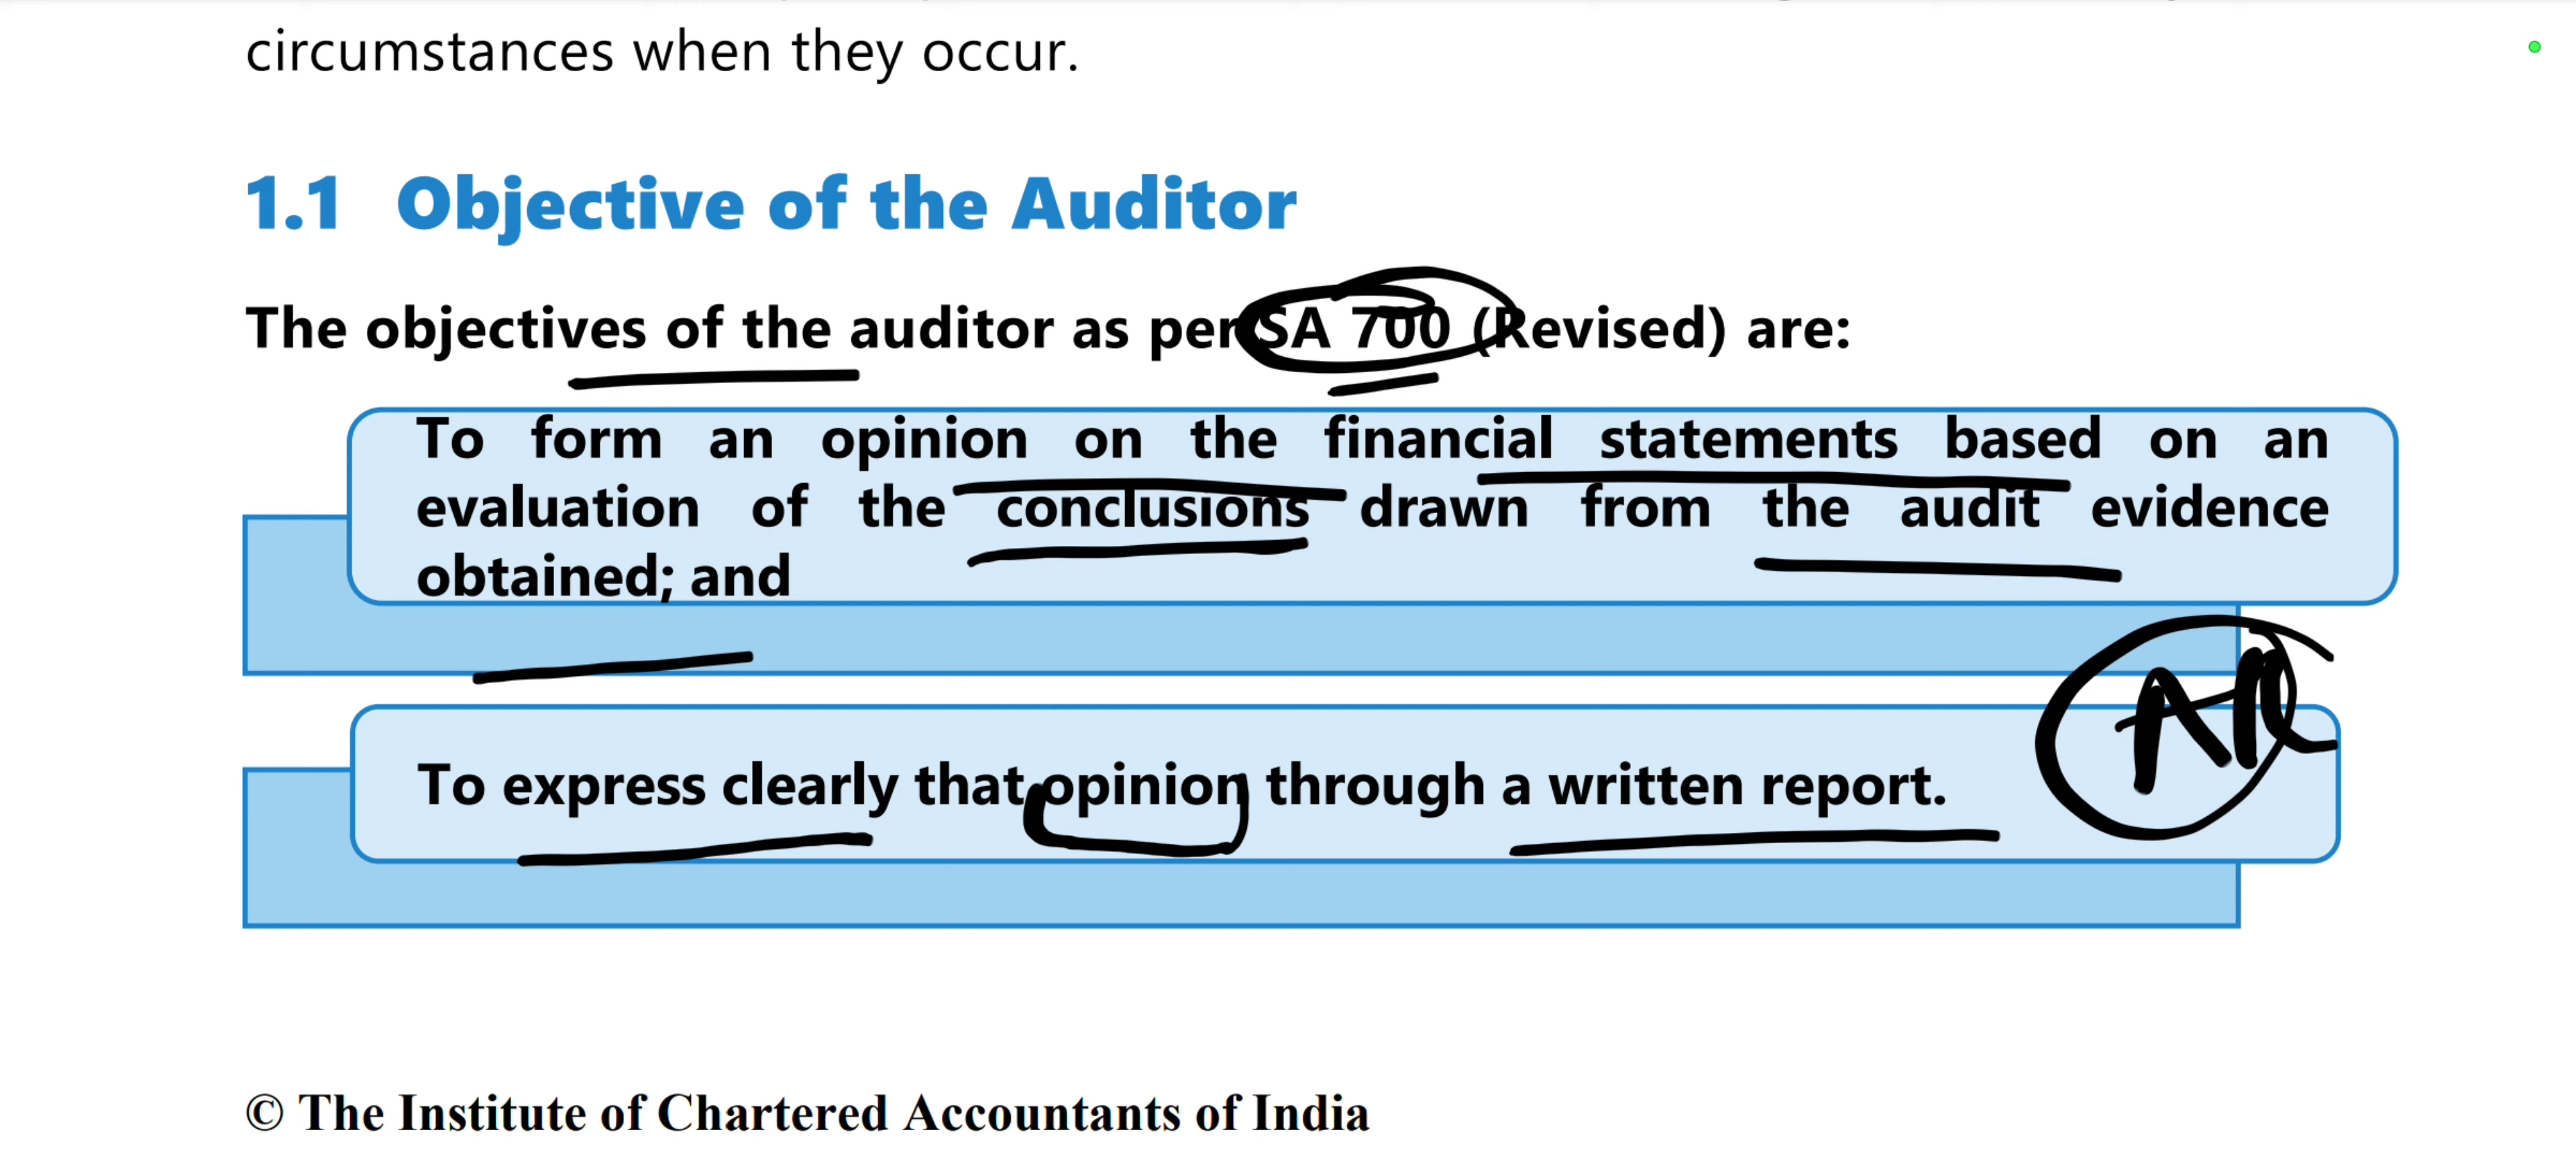 circumstances when they occur.
1.1 Objective of the Auditor
The objectives of the auditor as per SA 700 (Revised) are:
To form an opinion on the financial statements based on an
evaluation of the conclusions drawn from the audit evidence
obtained; and
AR
To express clearly that opinion through a written report.
© The Institute of Chartered Accountants of India